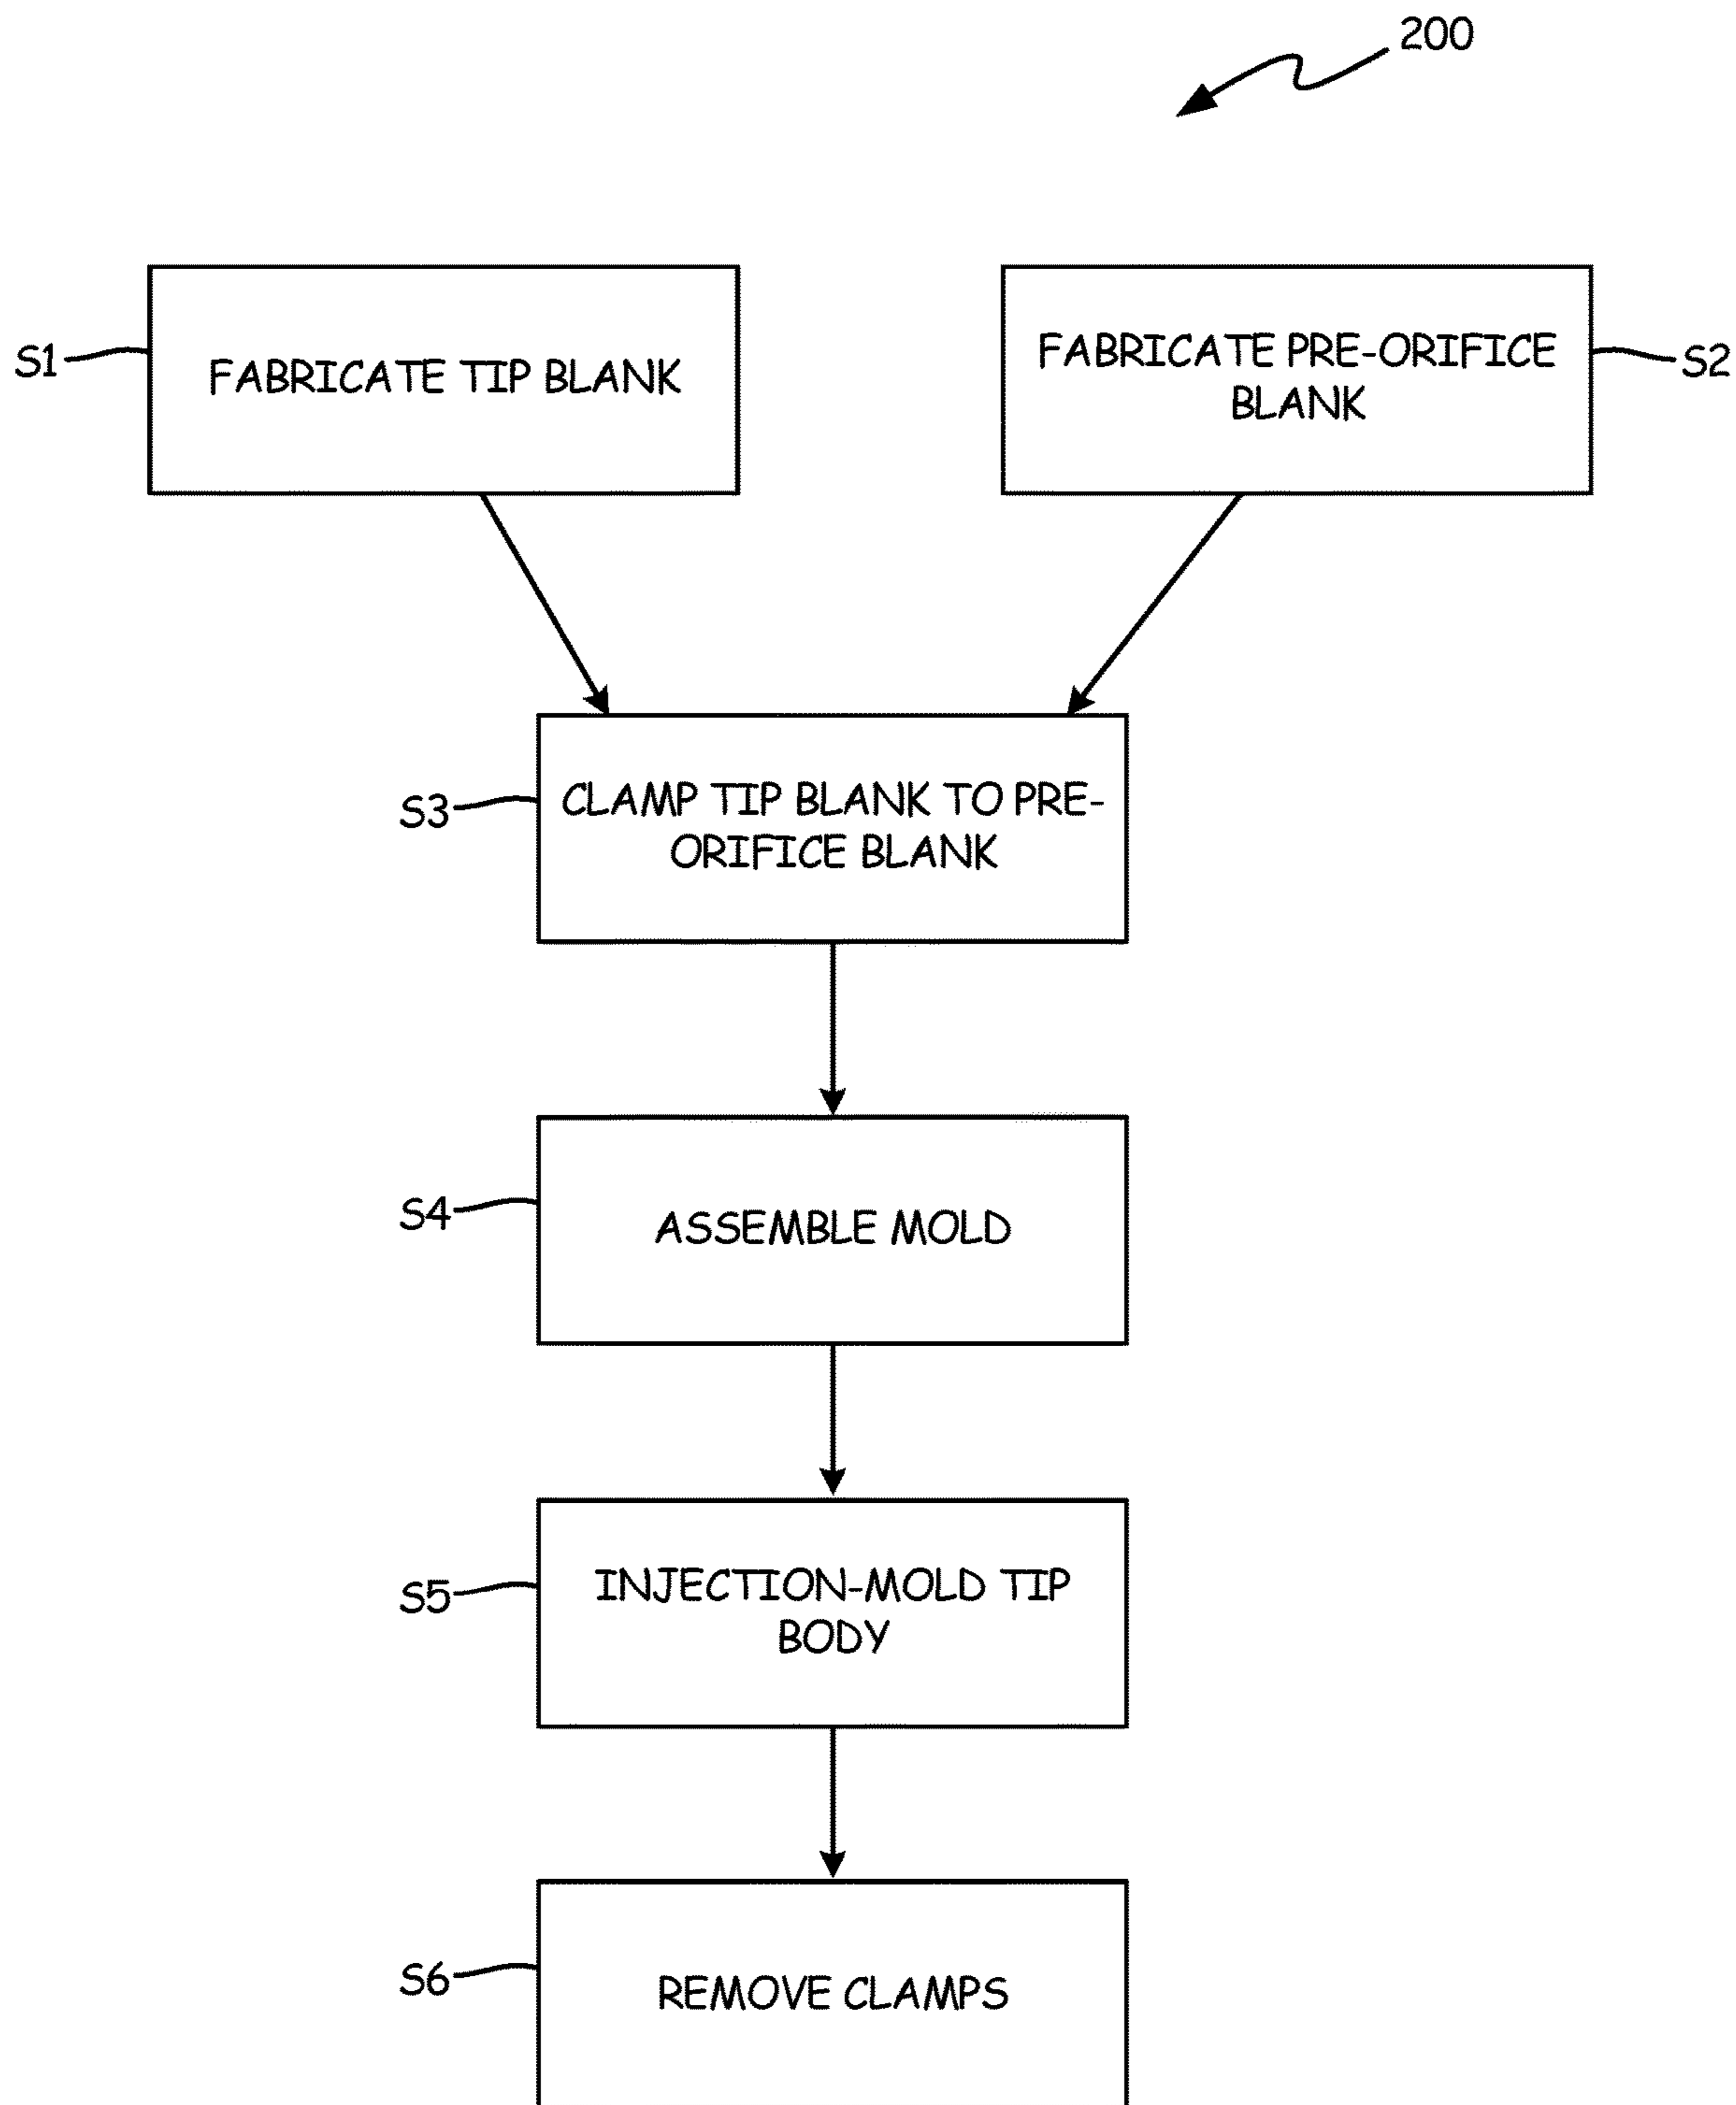 200
S1
FABRICATE TIP BLANK
FABRICATE PRE-ORIFICE
BLANK
S2
S3
CLAMP TIP BLANK TO PRE-
ORIFICE BLANK
S4
ASSEMBLE MOLD
S5
INJECTION-MOLD TIP
BODY
S6
REMOVE CLAMPS